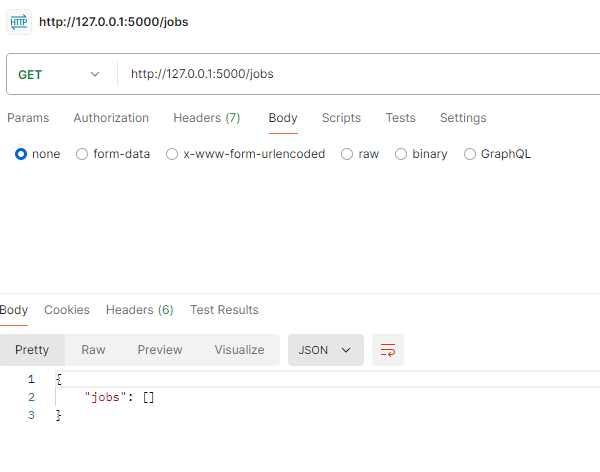 HTTP http://127.0.0.1:5000/jobs
GET http://127.0.0.1:5000/jobs
Params Authorization Headers (7) Body Scripts Tests Settings
none form-data x-www-form-urlencoded raw binary GraphQL
Body Cookies Headers (6) Test Results
Pretty Raw Preview Visualize JSON
1 {
2 "jobs": []
3 }